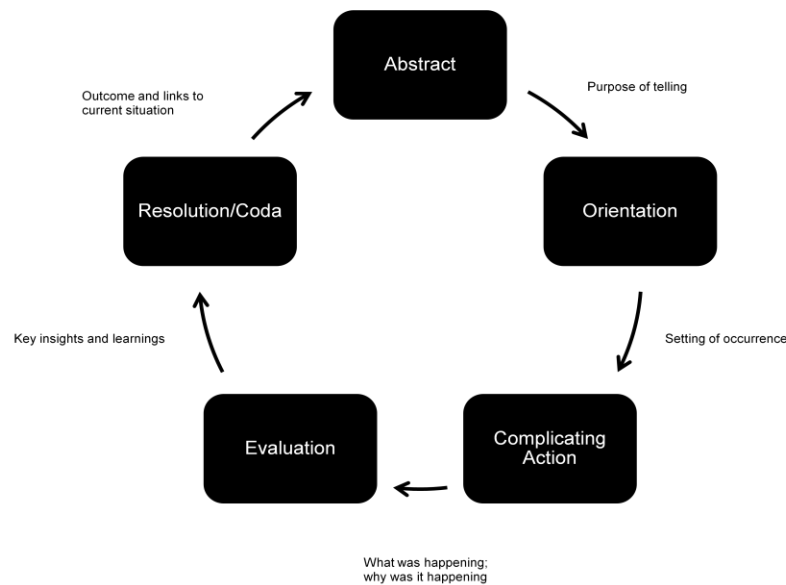 Abstract
Purpose of telling
Orientation
Setting of occurrence
Complicating
Action
What was happening;
why was it happening
Evaluation
Key insights and learnings
Resolution/Coda
Outcome and links to
current situation